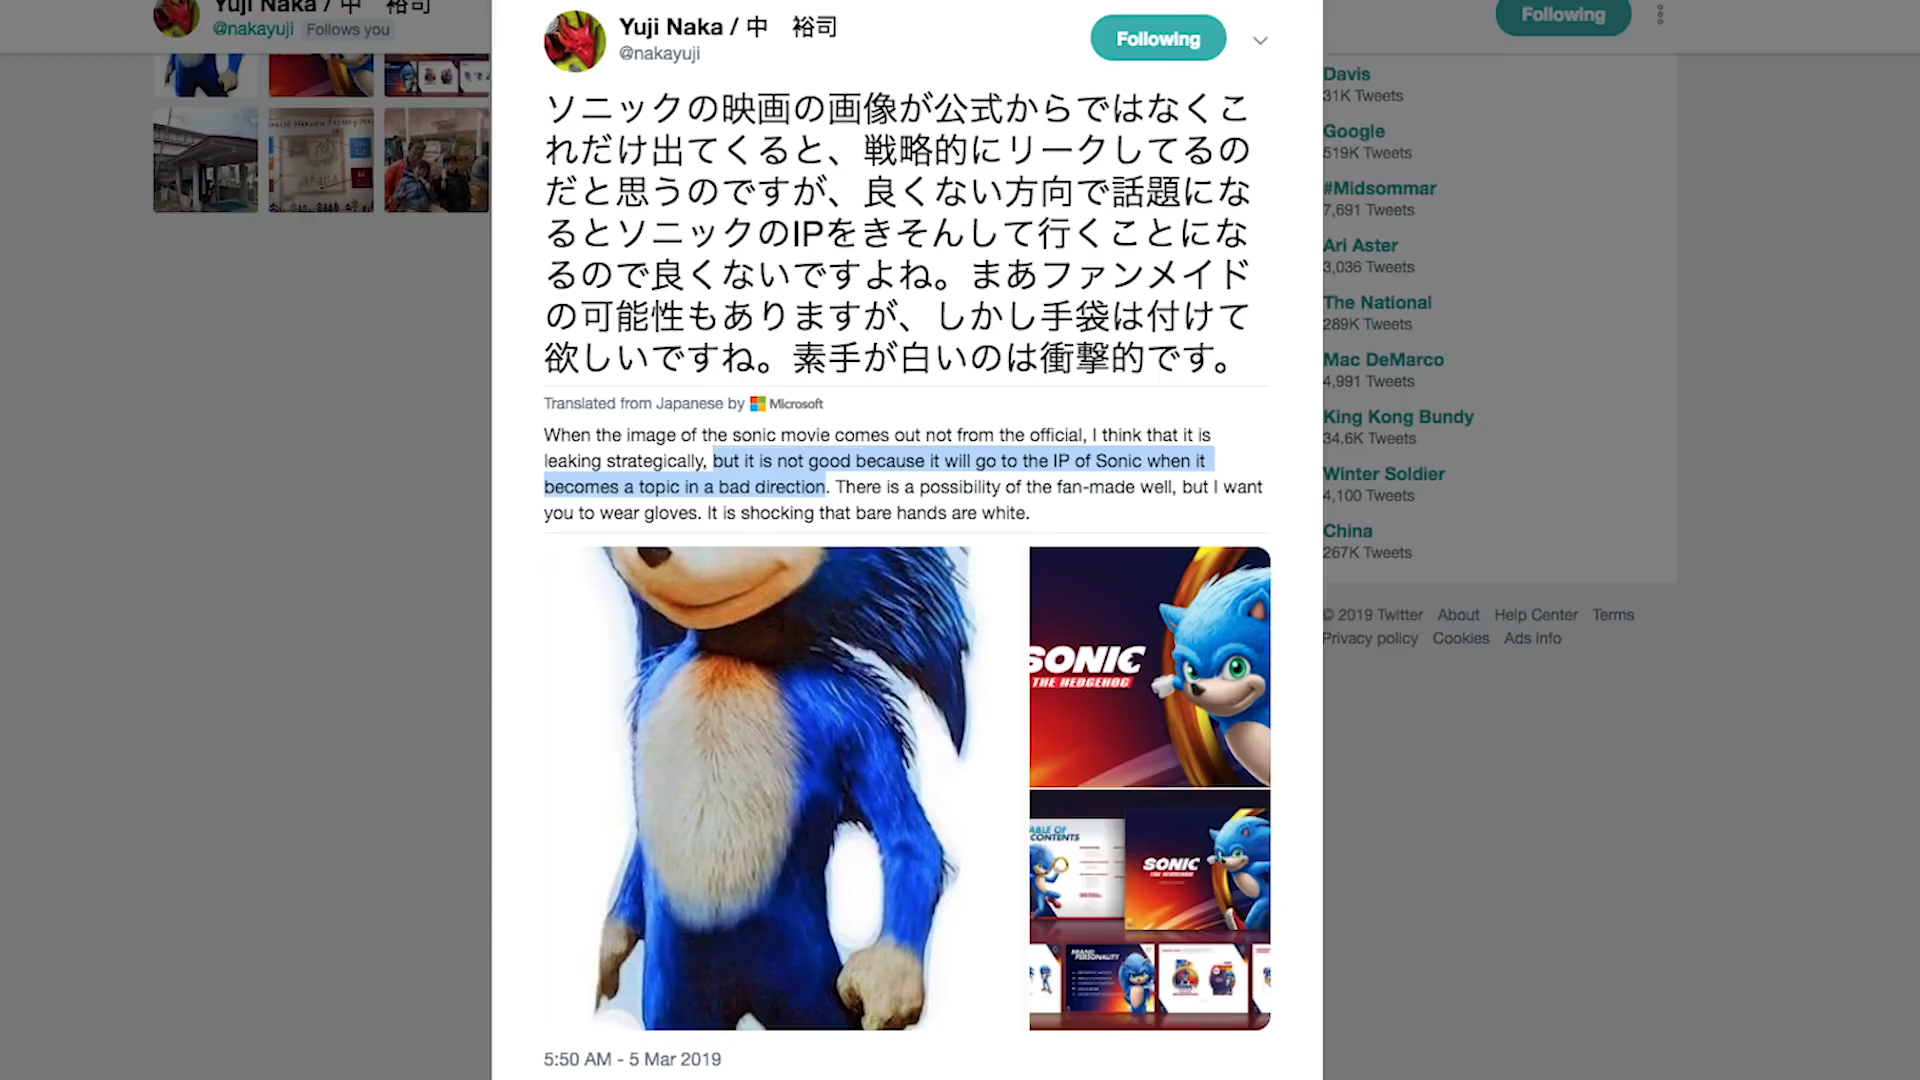 Yuji Naka / 中　裕司
@nakayuji Follows you
Yuji Naka / 中　裕司
@nakayuji
Following
ソニックの映画の画像が公式からではなくこ
れだけ出てくると、戦略的にリークしてるの
だと思うのですが、良くない方向で話題にな
るとソニックのIPをきそんして行くことにな
るので良くないですよね。まあファンメイド
の可能性もありますが、しかし手袋は付けて
欲しいですね。素手が白いのは衝撃的です。
Translated from Japanese by Microsoft
When the image of the sonic movie comes out not from the official, I think that it is
leaking strategically, but it is not good because it will go to the IP of Sonic when it
becomes a topic in a bad direction. There is a possibility of the fan-made well, but I want
you to wear gloves. It is shocking that bare hands are white.
SONIC
THE HEDGEHOG
TABLE OF
CONTENTS
SONIC
THE HEDGEHOG
BRAND
PERSONALITY
5:50 AM - 5 Mar 2019
Following
Davis
31K Tweets
Google
519K Tweets
#Midsommar
7,691 Tweets
Ari Aster
3,036 Tweets
The National
289K Tweets
Mac DeMarco
4,991 Tweets
King Kong Bundy
34.6K Tweets
Winter Soldier
4,100 Tweets
China
267K Tweets
© 2019 Twitter About Help Center Terms
Privacy policy Cookies Ads info